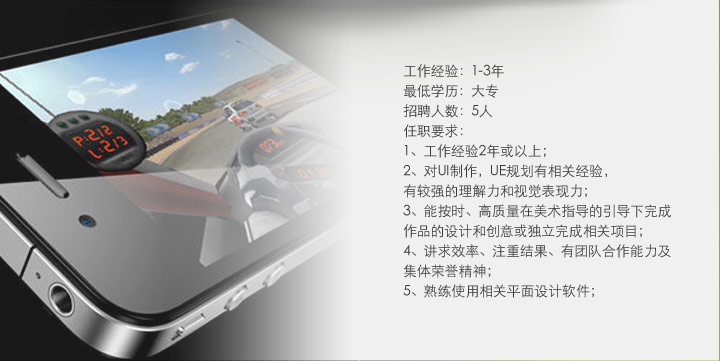 P:2/2
L:2/3
工作经验：1-3年
最低学历：大专
招聘人数：5人
任职要求：
1、工作经验2年或以上；
2、对UI制作，UE规划有相关经验，
有较强的理解力和视觉表现力；
3、能按时、高质量在美术指导的引导下完成
作品的设计和创意或独立完成相关项目；
4、讲求效率、注重结果、有团队合作能力及
集体荣誉精神；
5、熟练使用相关平面设计软件；